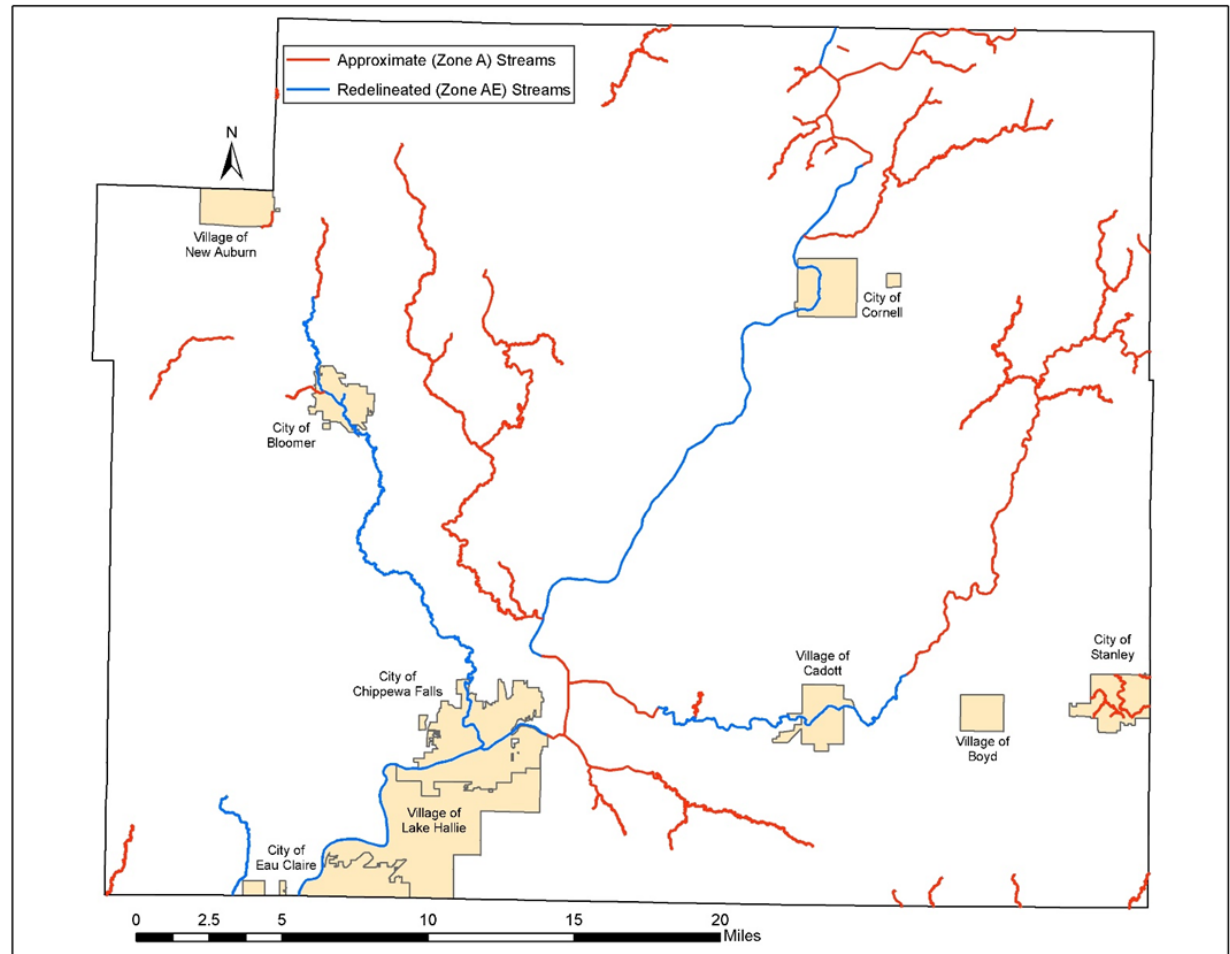 Approximate (Zone A) Streams
Redelineated (Zone AE) Streams
N
Village of
New Auburn
City of
Cornell
City of
Bloomer
City of
Chippewa Falls
Village of
Cadott
City of
Stanley
Village of
Boyd
Village of
Lake Hallie
City of
Eau Claire
0 2.5 5 10 15 20
Miles